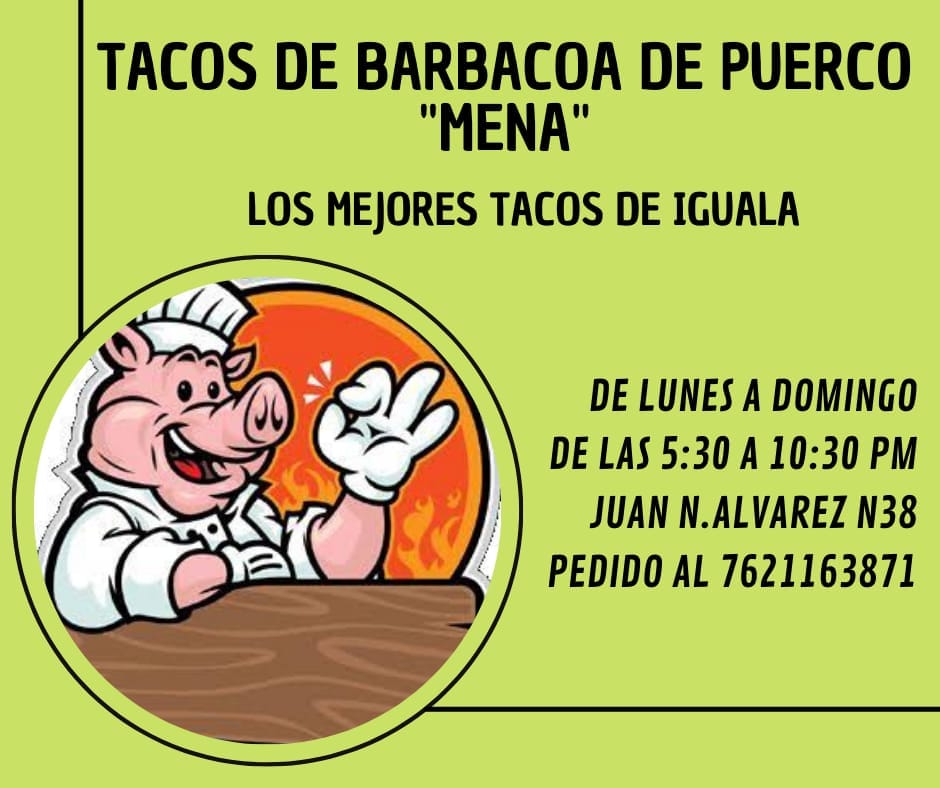 TACOS DE BARBACOA DE PUERCO
"MENA"
LOS MEJORES TACOS DE IGUALA
DE LUNES A DOMINGO
DE LAS 5:30 A 10:30 PM
JUAN N.ALVAREZ N38
PEDIDO AL 7621163871